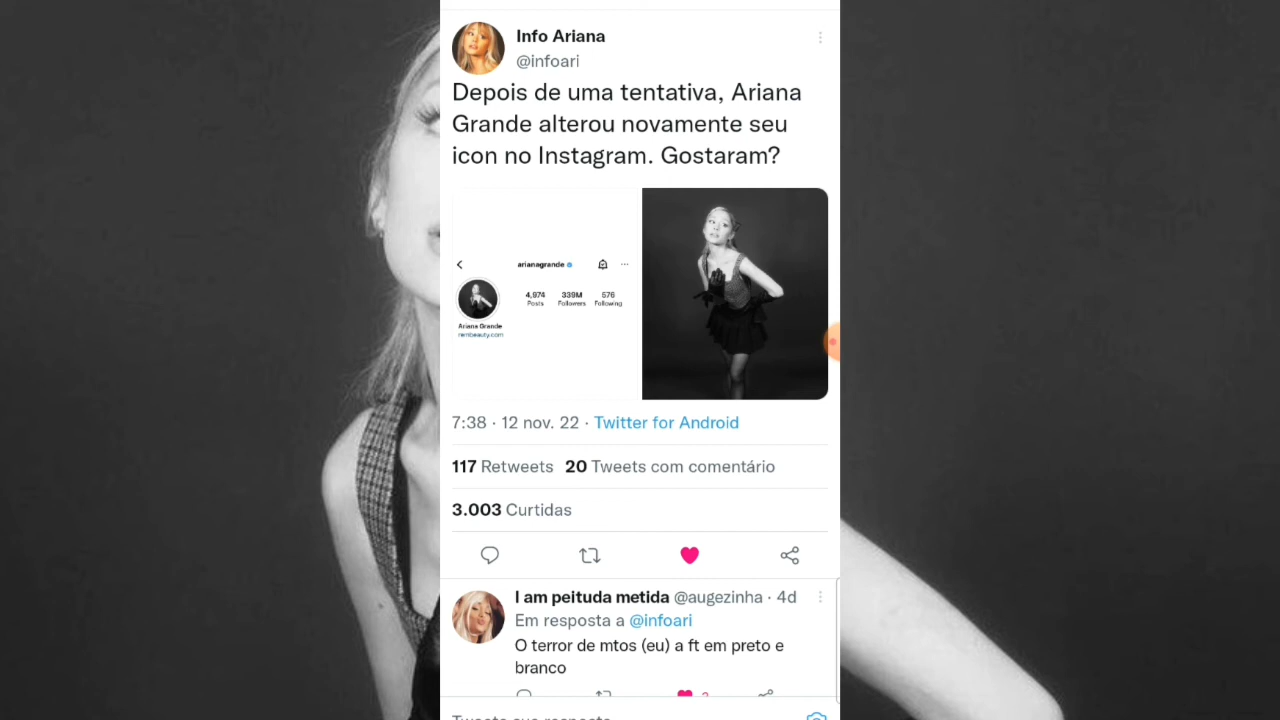 Info Ariana
@infoari
Depois de uma tentativa, Ariana
Grande alterou novamente seu
icon no Instagram. Gostaram?
arianagrande
4,974 339M 576
Posts Followers Following
Ariana Grande
rembeauty.com
7:38 · 12 nov. 22 · Twitter for Android
117 Retweets 20 Tweets com comentário
3.003 Curtidas
I am peituda metida @augezinha · 4d
Em resposta a @infoari
O terror de mtos (eu) a ft em preto e
branco